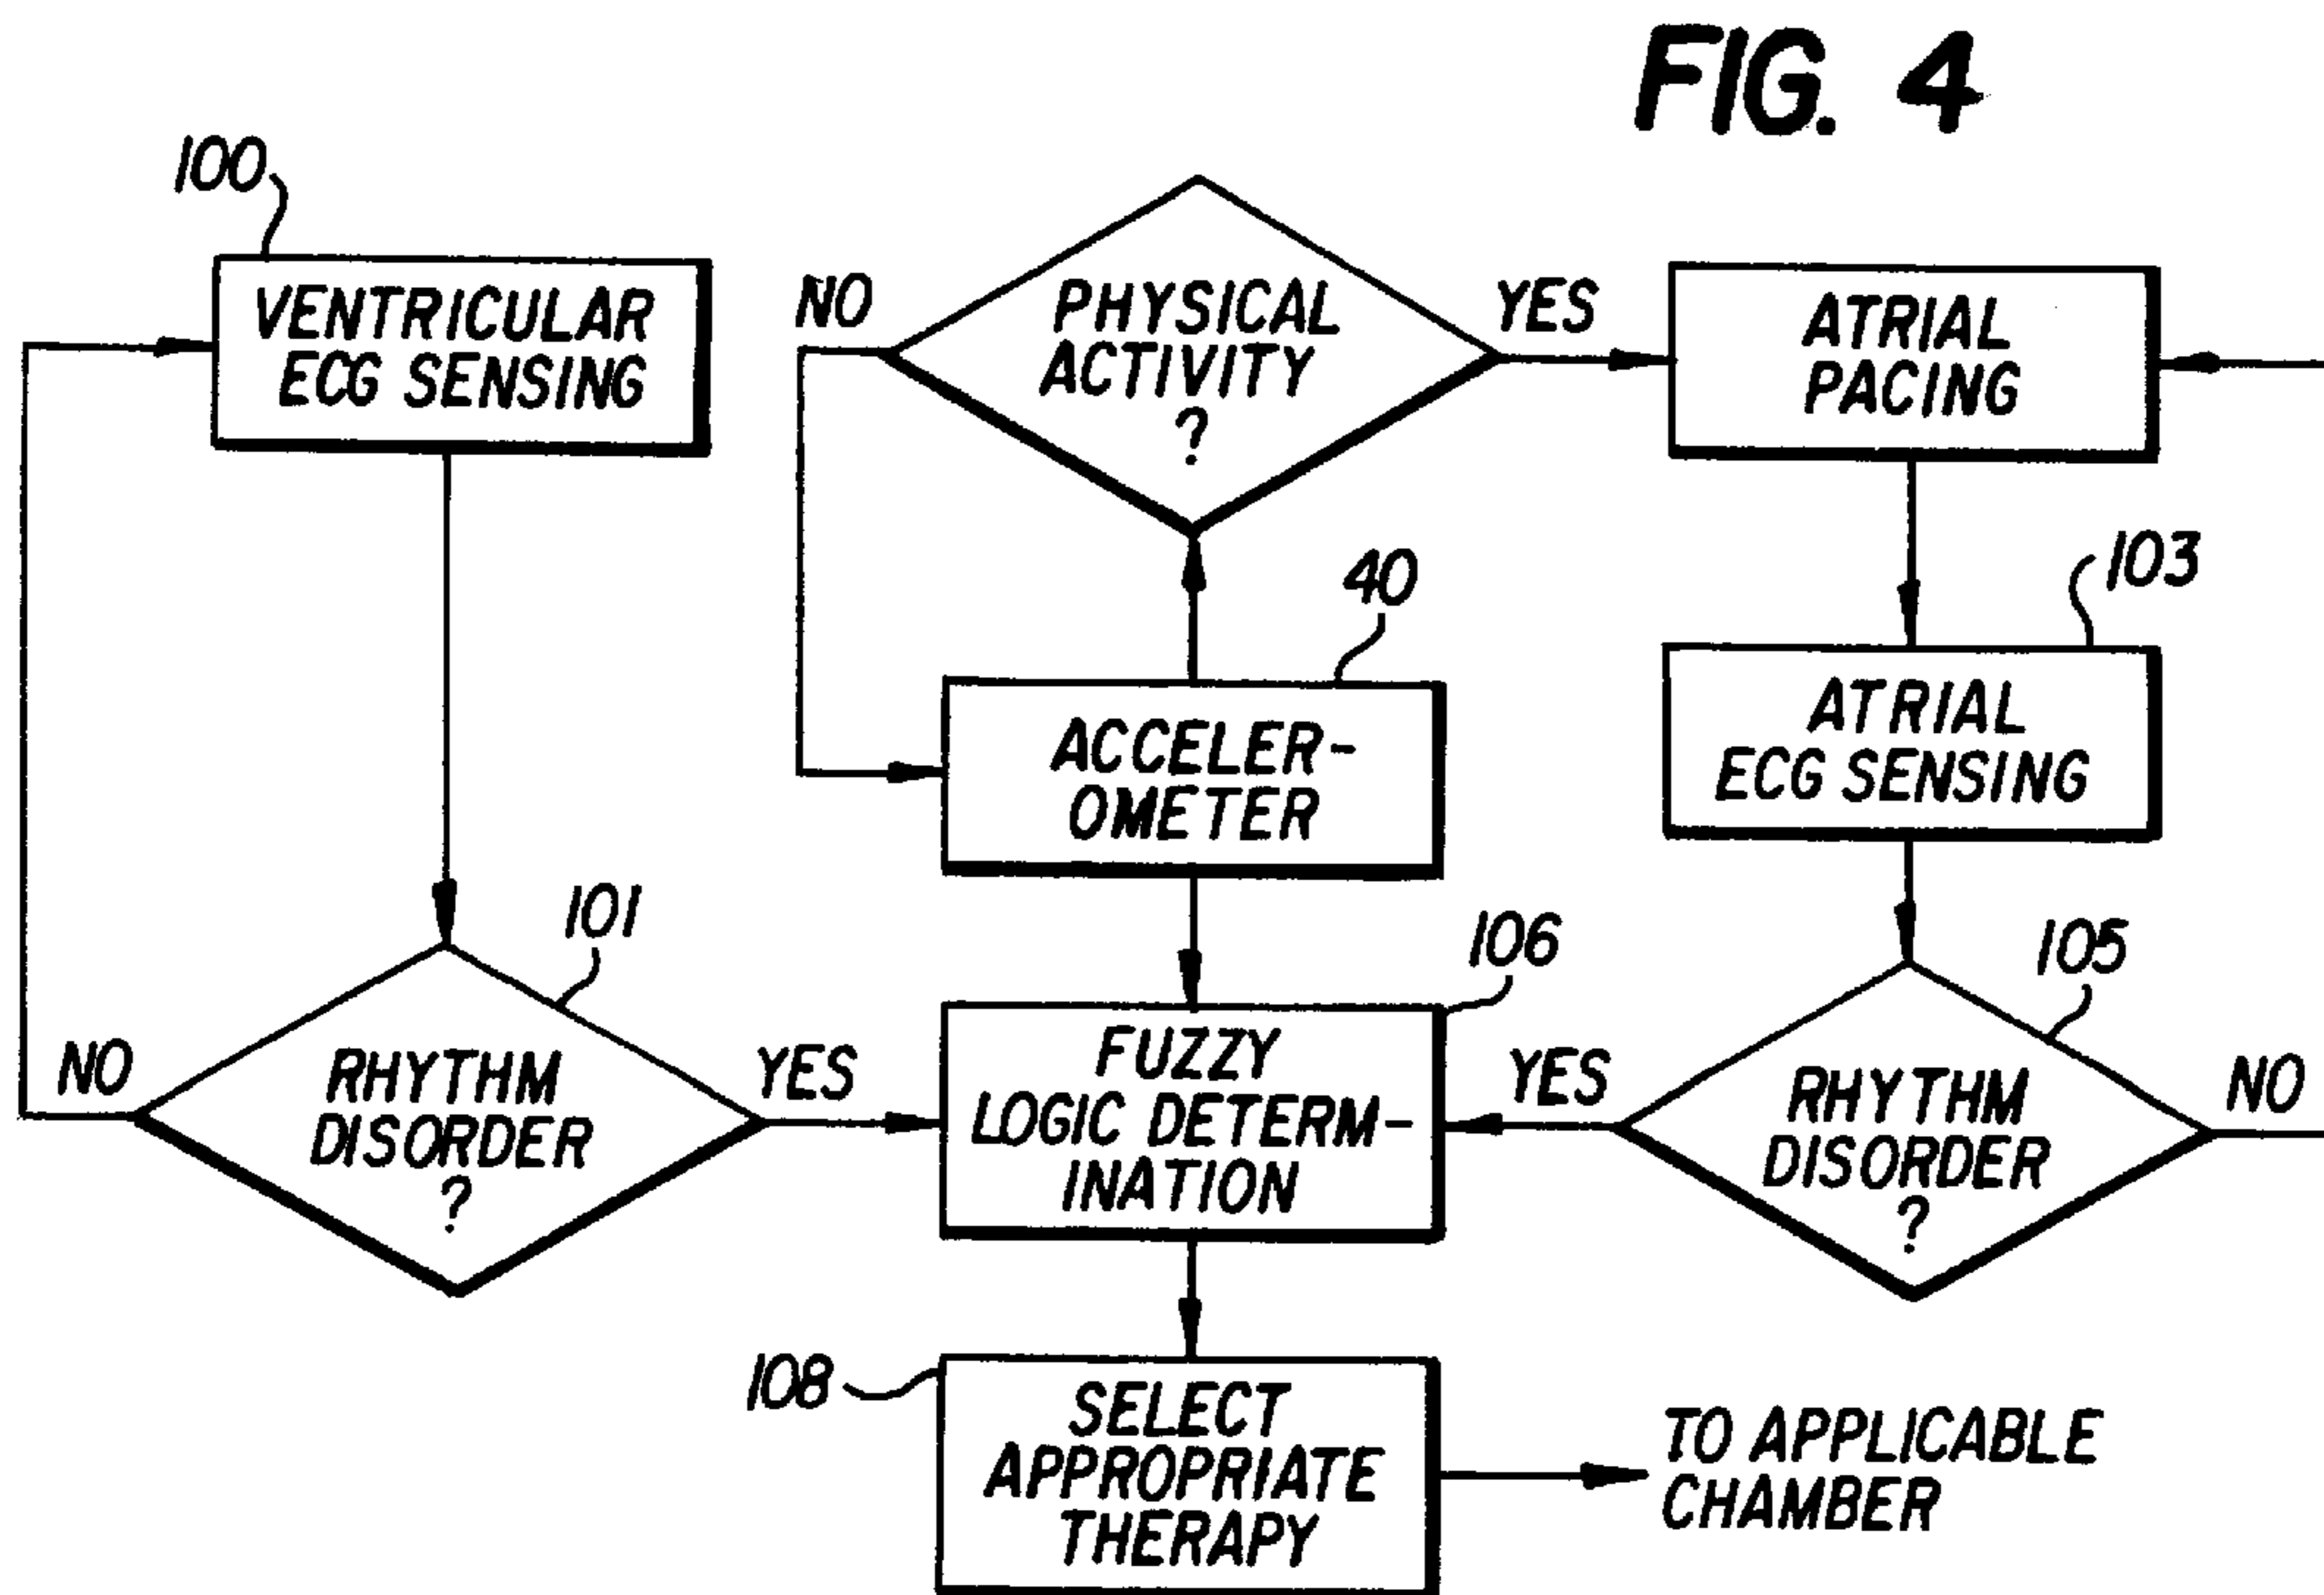 FIG. 4
100
VENTRICULAR
ECG SENSING
NO
PHYSICAL
ACTIVITY
?
YES
ATRIAL
PACING
40
103
ACCELER-
OMETER
ATRIAL
ECG SENSING
101
106
105
NO
RHYTHM
DISORDER
?
YES
FUZZY
LOGIC DETERM-
INATION
YES
RHYTHM
DISORDER
?
NO
108
SELECT
APPROPRIATE
THERAPY
TO APPLICABLE
CHAMBER